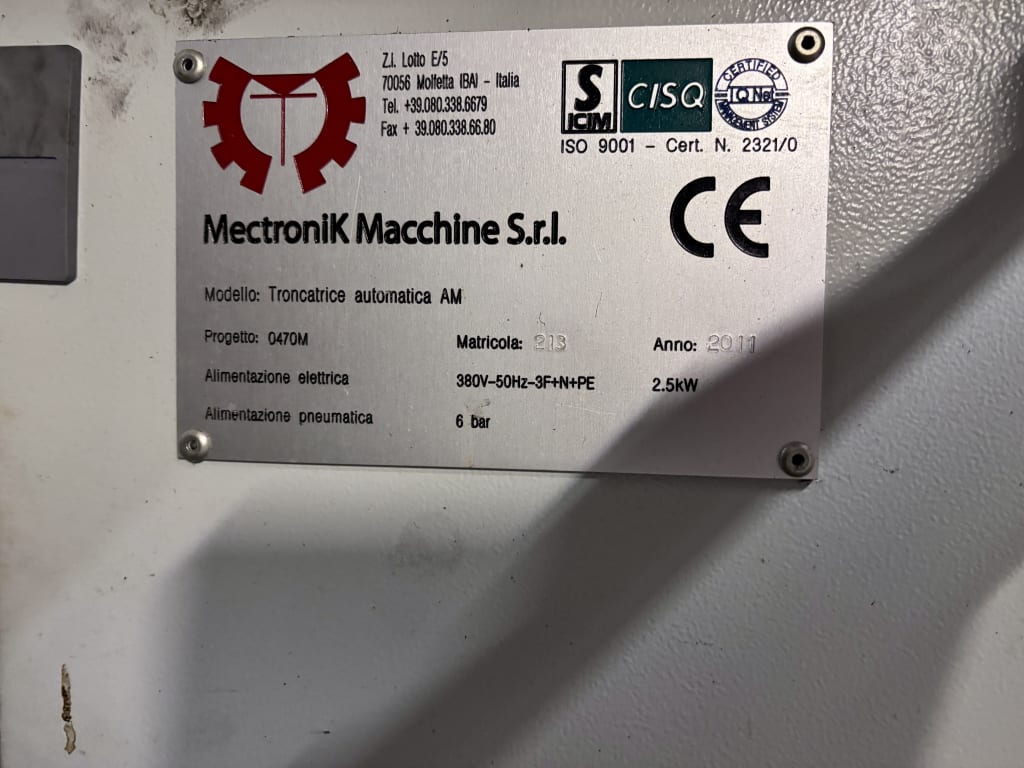 Z.I. Lotto E/5
70056 Molfetta (BA) - Italia
Tel. +39.080.338.6679
Fax + 39.080.338.66.80
S
ICIM
CISQ
CERTIFIED
IQNet
MANAGEMENT SYSTEM
ISO 9001 - Cert. N. 2321/0
MectroniK Macchine S.r.l.
CE
Modello: Troncatrice automatica AM
Progetto: 0470M Matricola: 213 Anno: 2011
Alimentazione elettrica 380V-50Hz-3F+N+PE 2.5kW
Alimentazione pneumatica 6 bar